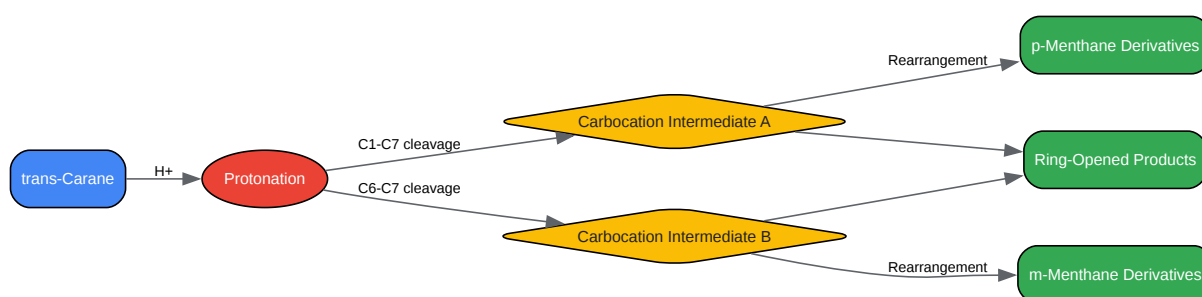 trans-Carane
H+
Protonation
C1-C7 cleavage
C6-C7 cleavage
Carbocation Intermediate A
Carbocation Intermediate B
Rearrangement
Rearrangement
p-Menthane Derivatives
Ring-Opened Products
m-Menthane Derivatives